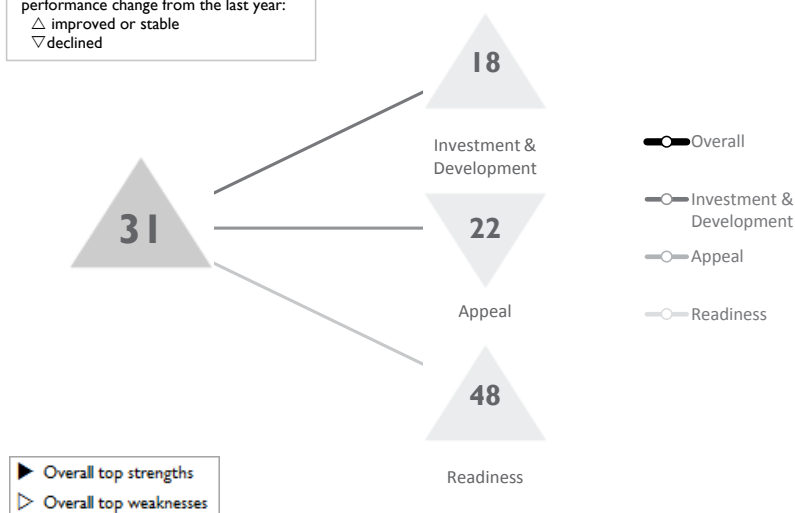 performance change from the last year:
△ improved or stable
▽ declined
18
Investment &
Development
31
22
Appeal
48
Readiness
Overall
Investment &
Development
Appeal
Readiness
▶ Overall top strengths
▷ Overall top weaknesses